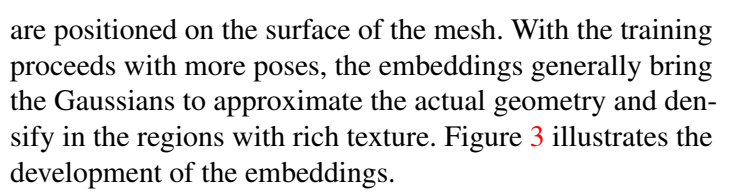 are positioned on the surface of the mesh. With the training
proceeds with more poses, the embeddings generally bring
the Gaussians to approximate the actual geometry and den-
sify in the regions with rich texture. Figure 3 illustrates the
development of the embeddings.